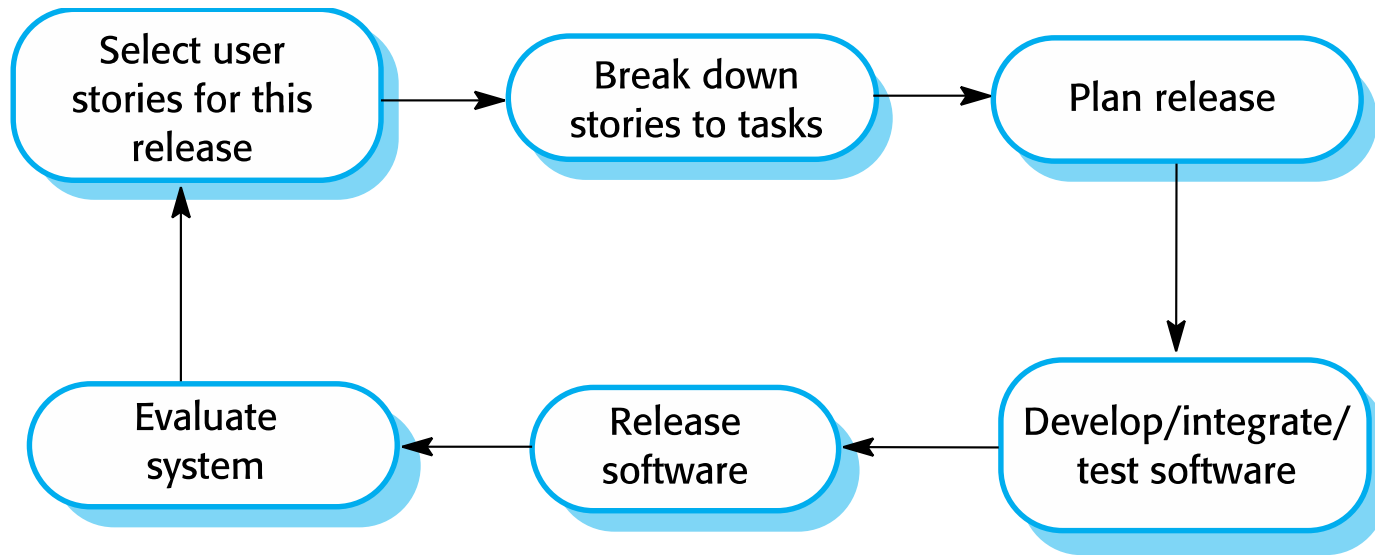 Select user
stories for this
release
Break down
stories to tasks
Plan release
Develop/integrate/
test software
Release
software
Evaluate
system